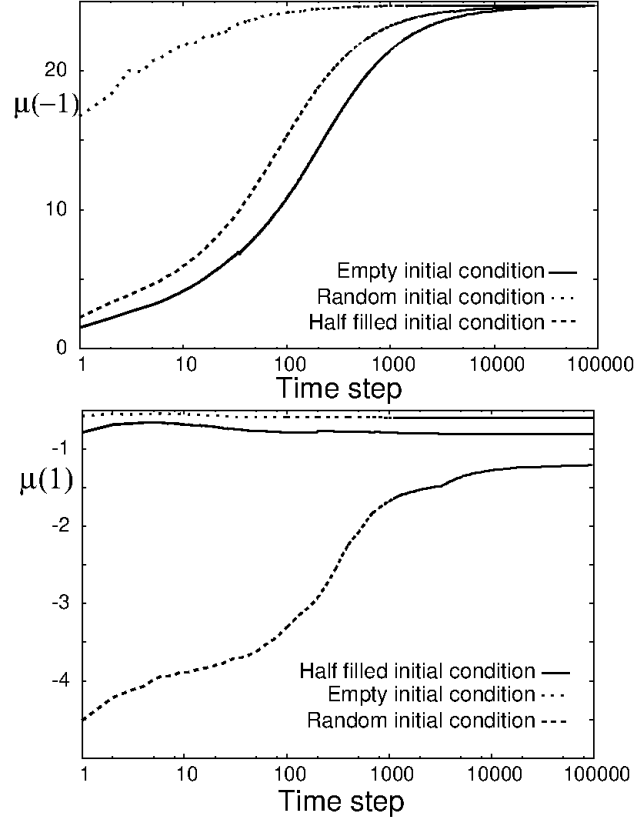 20
μ(−1)
10
Empty initial condition
Random initial condition
Half filled initial condition
0
1 10 100 1000 10000 100000
Time step
-1
μ(1)
-2
-3
-4
Half filled initial condition
Empty initial condition
Random initial condition
1 10 100 1000 10000 100000
Time step